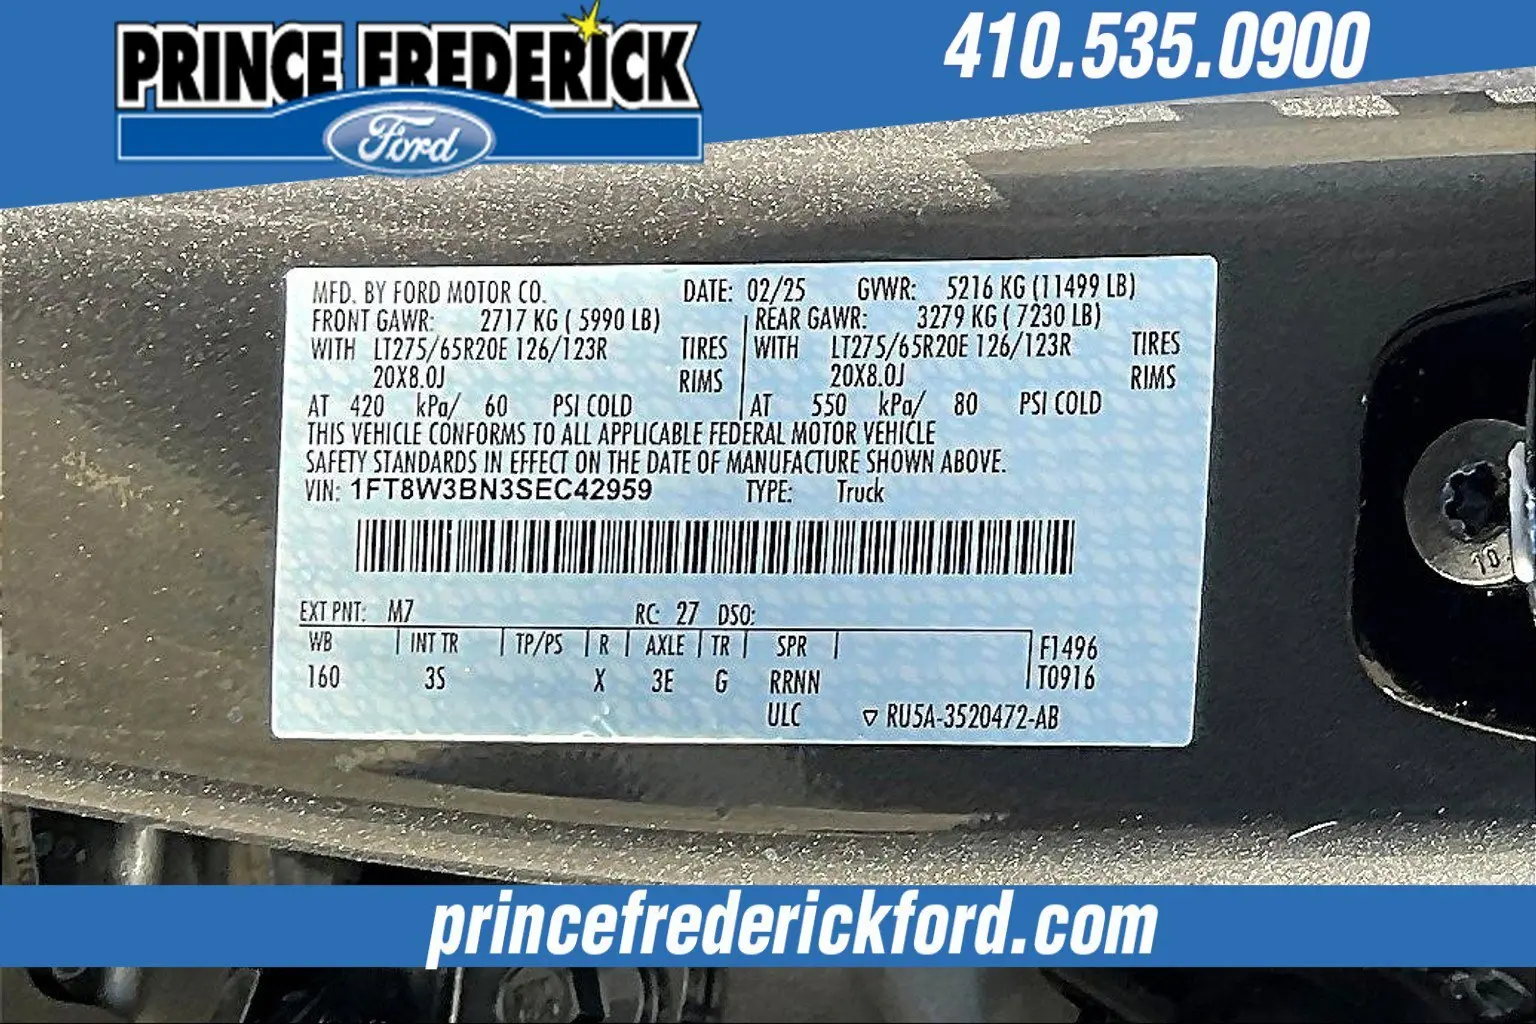 PRINCE FREDERICK
Ford
410.535.0900
MFD. BY FORD MOTOR CO. DATE: 02/25 GVWR: 5216 KG (11499 LB)
FRONT GAWR: 2717 KG ( 5990 LB) REAR GAWR: 3279 KG ( 7230 LB)
WITH LT275/65R20E 126/123R TIRES WITH LT275/65R20E 126/123R TIRES
20X8.0J RIMS 20X8.0J RIMS
AT 420 kPa/ 60 PSI COLD AT 550 kPa/ 80 PSI COLD
THIS VEHICLE CONFORMS TO ALL APPLICABLE FEDERAL MOTOR VEHICLE
SAFETY STANDARDS IN EFFECT ON THE DATE OF MANUFACTURE SHOWN ABOVE.
VIN: 1FT8W3BN3SEC42959 TYPE: Truck
EXT PNT: M7 RC: 27 DSO:
WB INT TR TP/PS R AXLE TR SPR F1496
160 3S X 3E G RRNN T0916
ULC ▽ RU5A-3520472-AB
10
princefrederickford.com